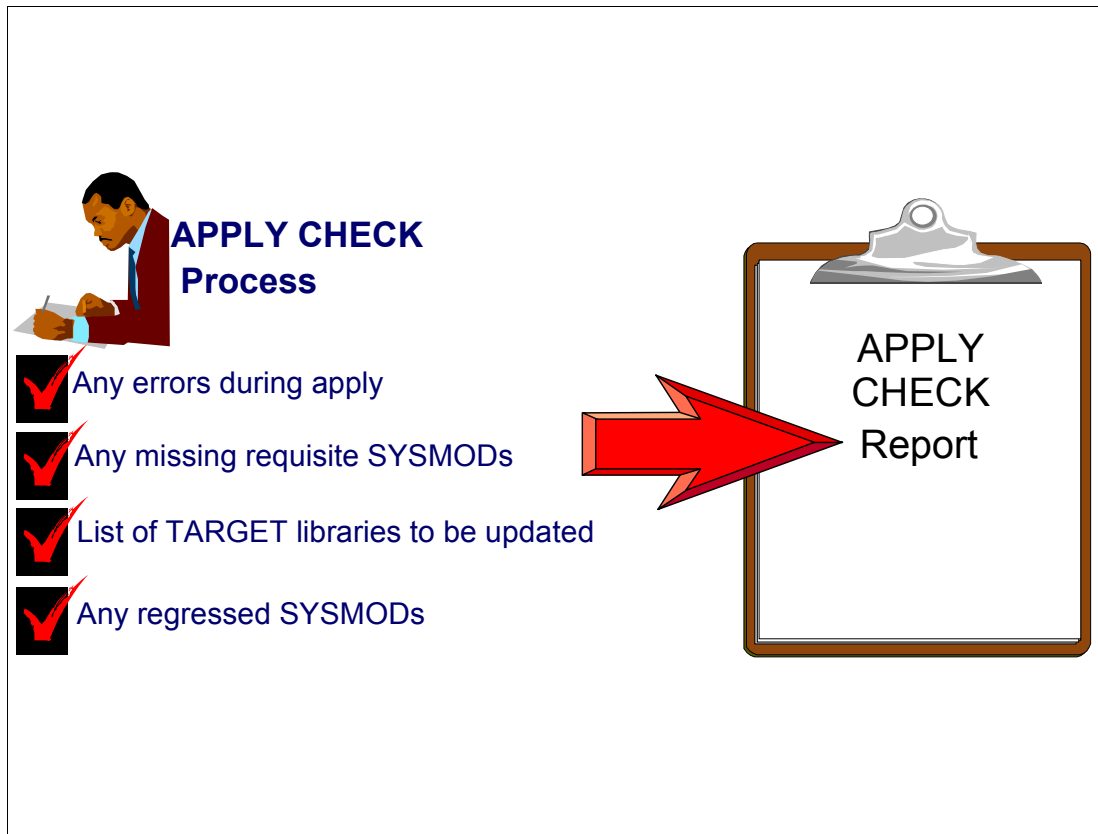 APPLY CHECK
Process
Any errors during apply
Any missing requisite SYSMODs
List of TARGET libraries to be updated
Any regressed SYSMODs
APPLY
CHECK
Report